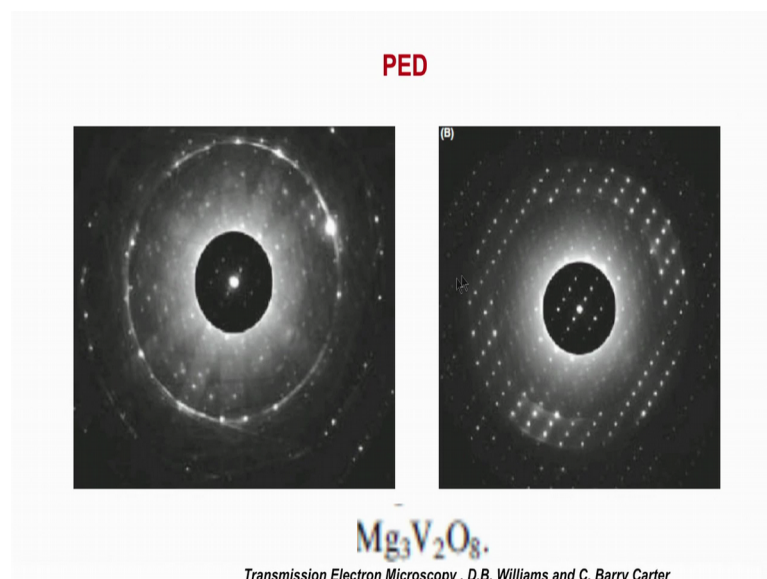 PED
(B)
Mg₃V₂O₈.
Transmission Electron Microscopy , D.B. Williams and C. Barry Carter